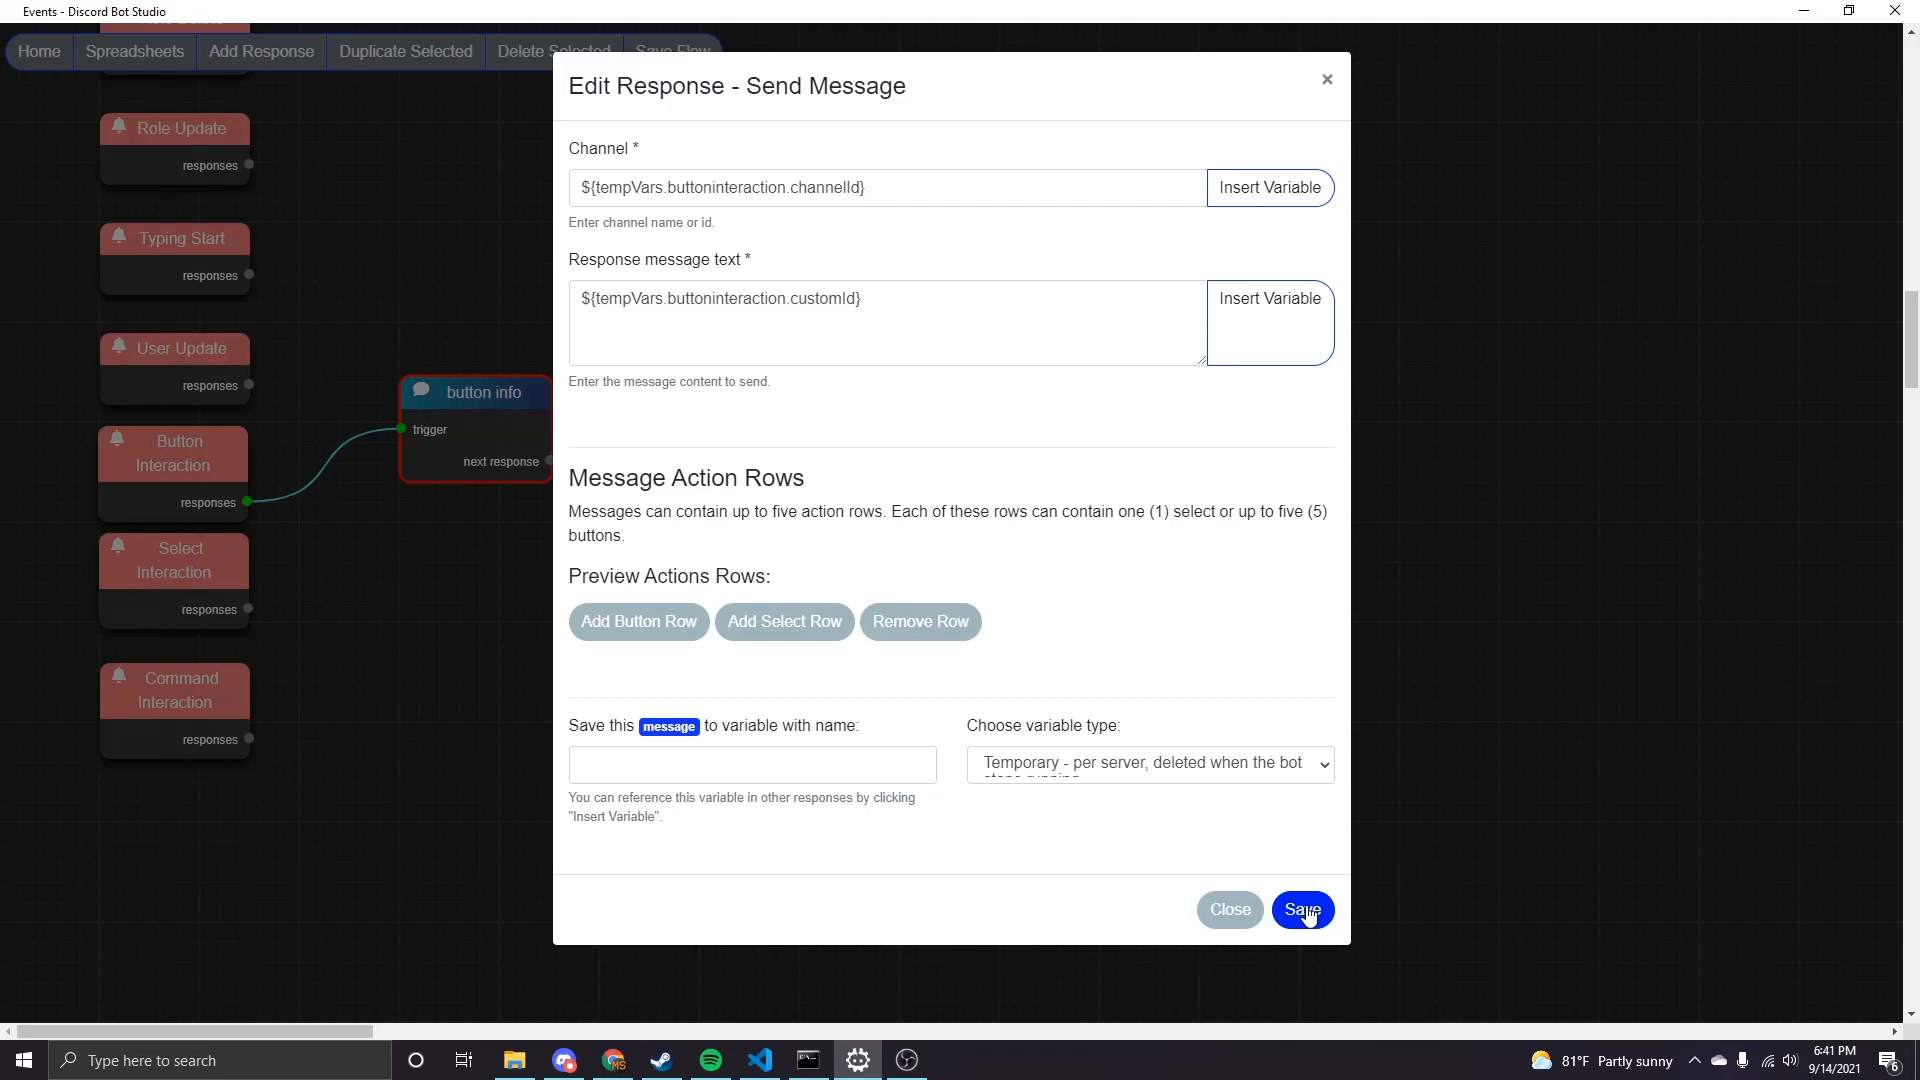 Events - Discord Bot Studio
Home
Spreadsheets
Add Response
Duplicate Selected
Delete Selected
Save Flow
Role Update
responses
Typing Start
responses
User Update
responses
Button
Interaction
responses
Select
Interaction
responses
Command
Interaction
responses
button info
trigger
next response
Edit Response - Send Message
×
Channel *
${tempVars.buttoninteraction.channelId}
Insert Variable
Enter channel name or id.
Response message text *
${tempVars.buttoninteraction.customId}
Insert Variable
Enter the message content to send.
Message Action Rows
Messages can contain up to five action rows. Each of these rows can contain one (1) select or up to five (5)
buttons.
Preview Actions Rows:
Add Button Row
Add Select Row
Remove Row
Save this message to variable with name:
Choose variable type:
Temporary - per server, deleted when the bot
You can reference this variable in other responses by clicking
"Insert Variable".
Close
Save
Type here to search
81°F Partly sunny
6:41 PM
9/14/2021
6